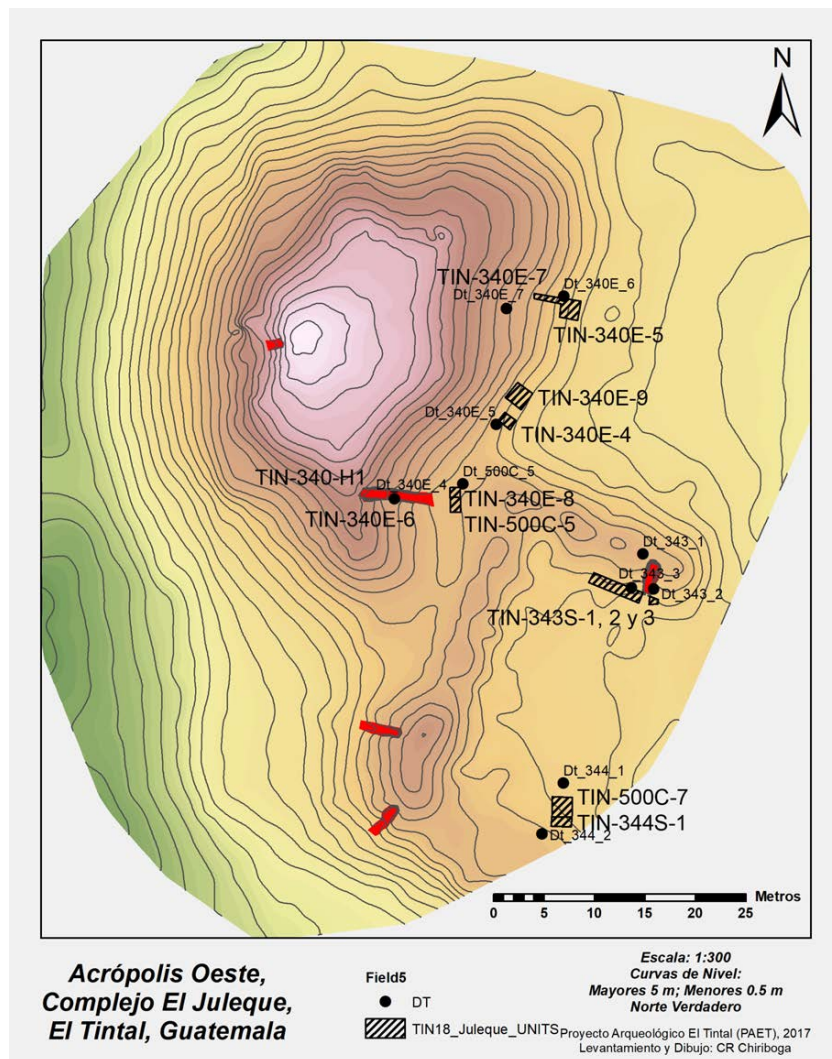 N
TIN-340E-7
Dt_340E_6
Dt_340E_7
TIN-340E-5
TIN-340E-9
Dt_340E_5
TIN-340E-4
TIN-340-H1
Dt_500C_5
Dt_340E_4
TIN-340E-8
TIN-340E-6
TIN-500C-5
Dt_343_1
Dt_343_3
Dt_343_2
TIN-343S-1, 2 y 3
Dt_344_1
TIN-500C-7
TIN-344S-1
Dt_344_2
Metros
0 5 10 15 20 25
Acrópolis Oeste,
Complejo El Juleque,
El Tintal, Guatemala
Field5
DT
TIN18_Juleque_UNITS
Escala: 1:300
Curvas de Nivel:
Mayores 5 m; Menores 0.5 m
Norte Verdadero
Proyecto Arqueológico El Tintal (PAET), 2017
Levantamiento y Dibujo: CR Chiriboga